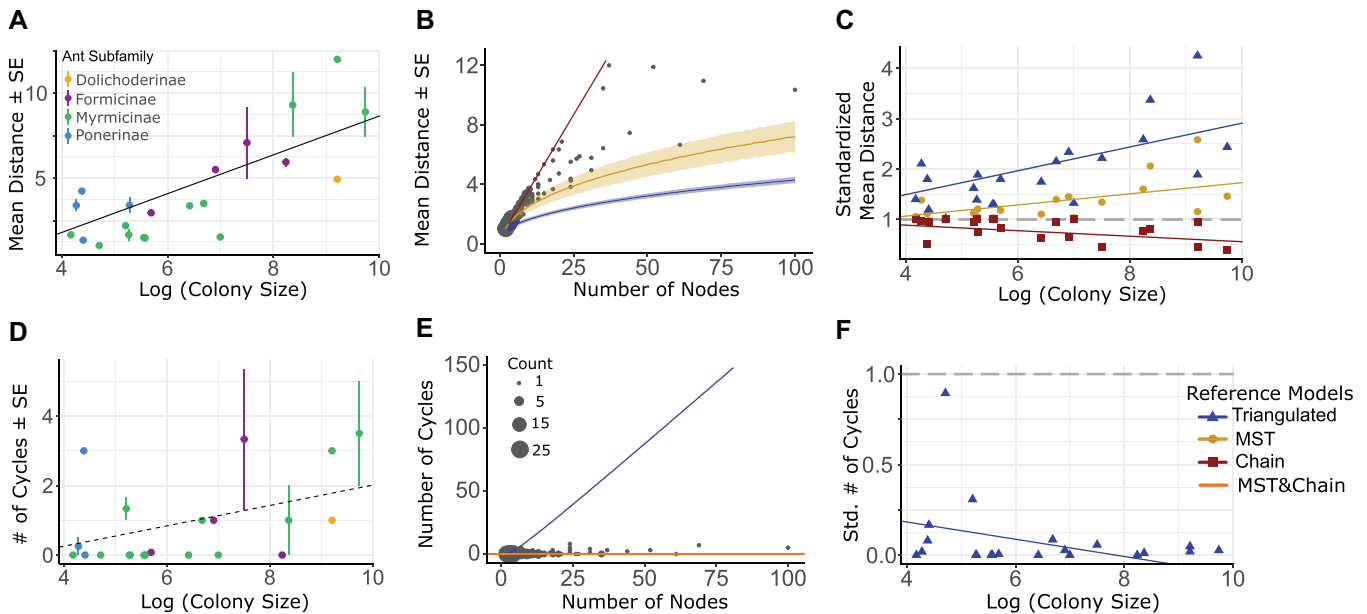 A
Mean Distance ± SE
10
5
Ant Subfamily
Dolichoderinae
Formicinae
Myrmicinae
Ponerinae
4 6 8 10
Log (Colony Size)
B
Mean Distance ± SE
12
8
4
0
0 25 50 75 100
Number of Nodes
C
Standardized
Mean Distance
4
3
2
1
4 6 8 10
Log (Colony Size)
D
# of Cycles ± SE
4
2
0
4 6 8 10
Log (Colony Size)
E
Number of Cycles
150
100
50
0
Count
1
5
15
25
0 25 50 75 100
Number of Nodes
F
Std. # of Cycles
1.0
0.5
0.0
4 6 8 10
Log (Colony Size)
Reference Models
Triangulated
MST
Chain
MST&Chain